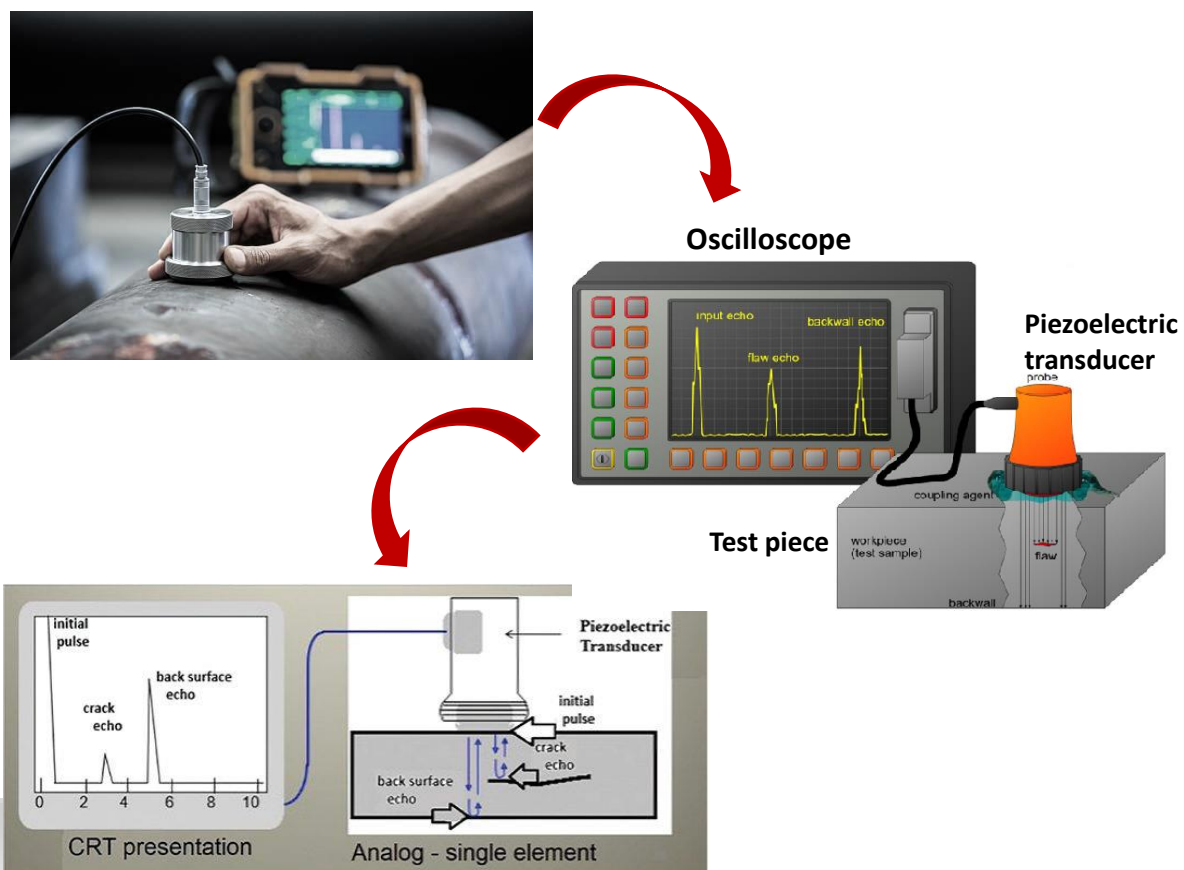 Oscilloscope
input echo
backwall echo
flaw echo
Piezoelectric
transducer
probe
coupling agent
Test piece
workpiece
(test sample)
flaw
backwall
initial
pulse
back surface
echo
crack
echo
0 2 4 6 8 10
CRT presentation
Piezoelectric
Transducer
initial
pulse
crack
echo
back surface
echo
Analog - single element